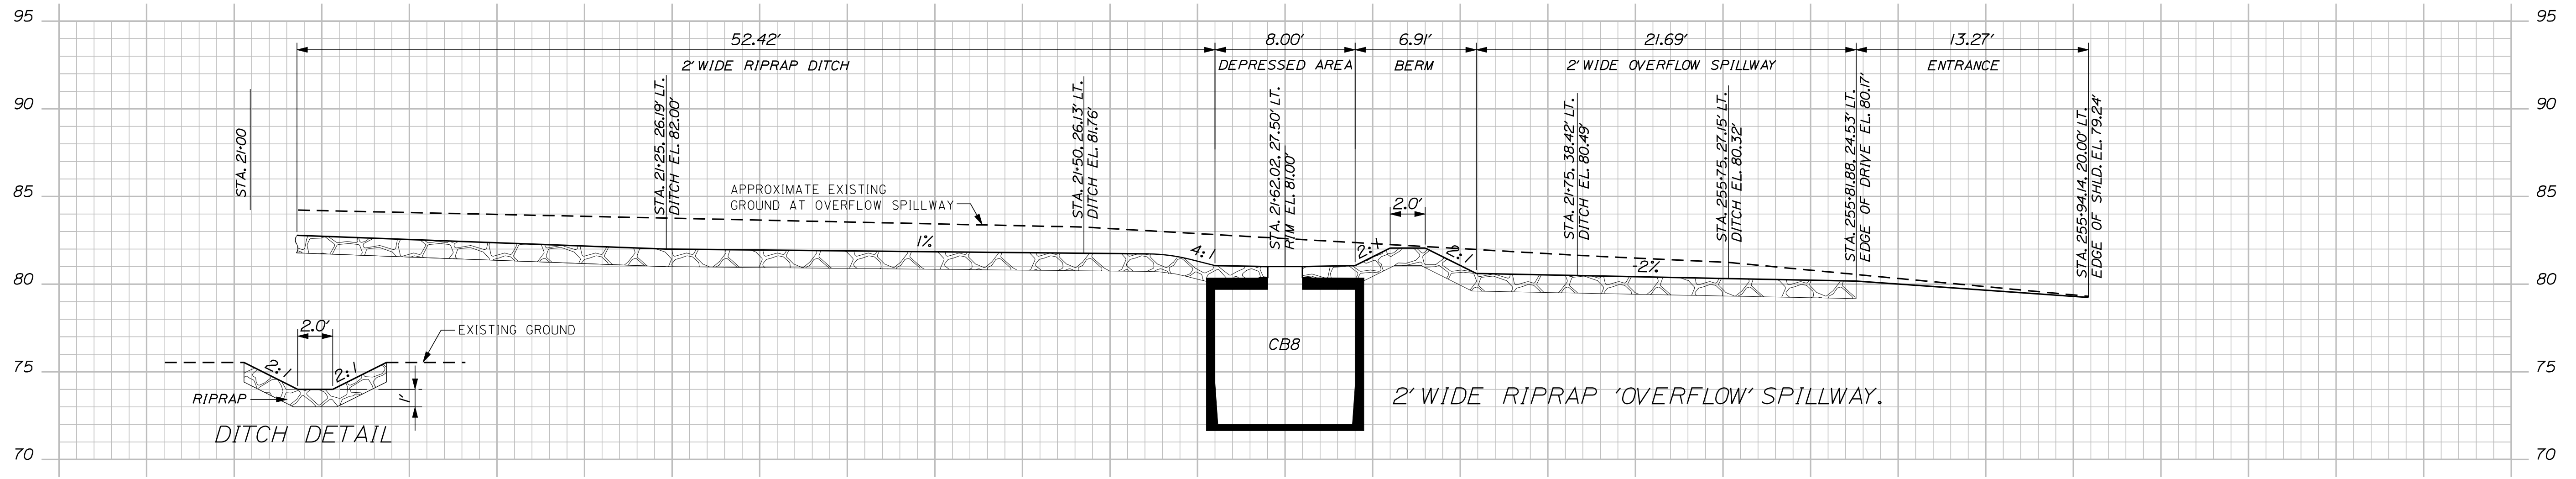 95
95
52.42'
8.00'
6.91'
21.69'
13.27'
2' WIDE RIPRAP DITCH
DEPRESSED AREA
BERM
2' WIDE OVERFLOW SPILLWAY
ENTRANCE
90
90
STA. 21+00
STA. 21+25, 26.19' LT.
DITCH EL. 82.00'
STA. 21+50, 26.13' LT.
DITCH EL. 81.76'
STA. 21+62.02, 27.50' LT.
RIM EL. 81.00'
STA. 21+75, 38.42' LT.
DITCH EL. 80.49'
STA. 255+75, 27.15' LT.
DITCH EL. 80.32'
STA. 255+81.88, 24.53' LT.
EDGE OF DRIVE EL. 80.17'
STA. 255+94.14, 20.00' LT.
EDGE OF SHLD. EL. 79.24'
85
85
APPROXIMATE EXISTING
GROUND AT OVERFLOW SPILLWAY
2.0'
1%
4:1
2:1
2:1
-2%
80
80
2.0'
EXISTING GROUND
CB8
75
75
2:1
2:1
RIPRAP
1'
2' WIDE RIPRAP 'OVERFLOW' SPILLWAY.
DITCH DETAIL
70
70